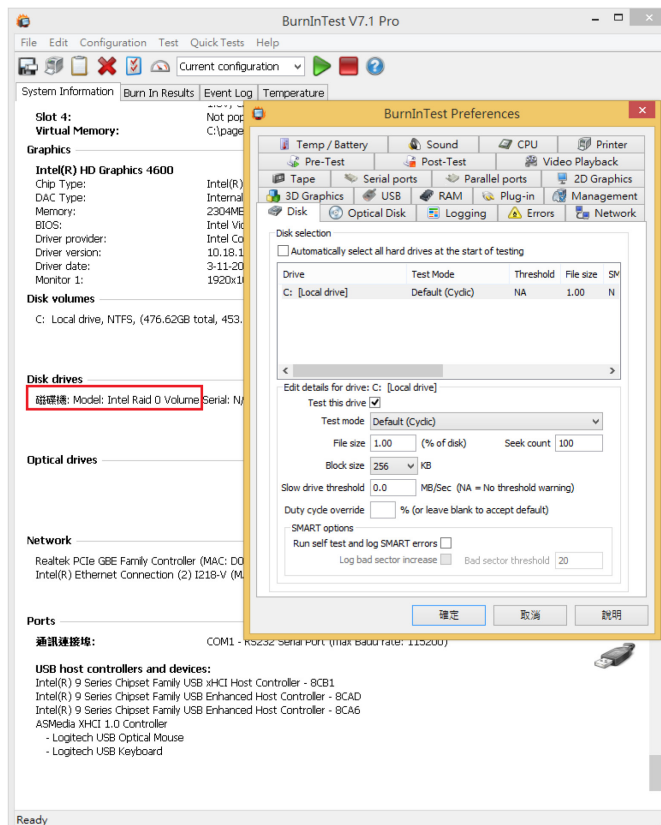 BurnInTest V7.1 Pro
File Edit Configuration Test Quick Tests Help
Current configuration
System Information Burn In Results Event Log Temperature
Slot 4: Not pop
Virtual Memory: C:\page
Graphics
Intel(R) HD Graphics 4600
Chip Type: Intel(R)
DAC Type: Internal
Memory: 2304ME
BIOS: Intel Vic
Driver provider: Intel Co
Driver version: 10.18.1
Driver date: 3-11-20
Monitor 1: 1920x1
Disk volumes
C: Local drive, NTFS, (476.62GB total, 453.
Disk drives
磁碟機: Model: Intel Raid 0 Volume Serial: N/
Optical drives
Network
Realtek PCIe GBE Family Controller (MAC: D0
Intel(R) Ethernet Connection (2) I218-V (M
Ports
通訊連接埠: COM1 - RS232 Serial Port (max Baud rate: 115200)
USB host controllers and devices:
Intel(R) 9 Series Chipset Family USB xHCI Host Controller - 8CB1
Intel(R) 9 Series Chipset Family USB Enhanced Host Controller - 8CAD
Intel(R) 9 Series Chipset Family USB Enhanced Host Controller - 8CA6
ASMedia XHCI 1.0 Controller
- Logitech USB Optical Mouse
- Logitech USB Keyboard
Ready
BurnInTest Preferences
Temp / Battery Sound CPU Printer
Pre-Test Post-Test Video Playback
Tape Serial ports Parallel ports 2D Graphics
3D Graphics USB RAM Plug-in Management
Disk Optical Disk Logging Errors Network
Disk selection
Automatically select all hard drives at the start of testing
Drive Test Mode Threshold File size SM
C: [Local drive] Default (Cyclic) NA 1.00 N
Edit details for drive: C: [Local drive]
Test this drive
Test mode Default (Cyclic)
File size 1.00 (% of disk) Seek count 100
Block size 256 KB
Slow drive threshold 0.0 MB/Sec (NA = No threshold warning)
Duty cycle override % (or leave blank to accept default)
SMART options
Run self test and log SMART errors
Log bad sector increase Bad sector threshold 20
確定 取消 說明